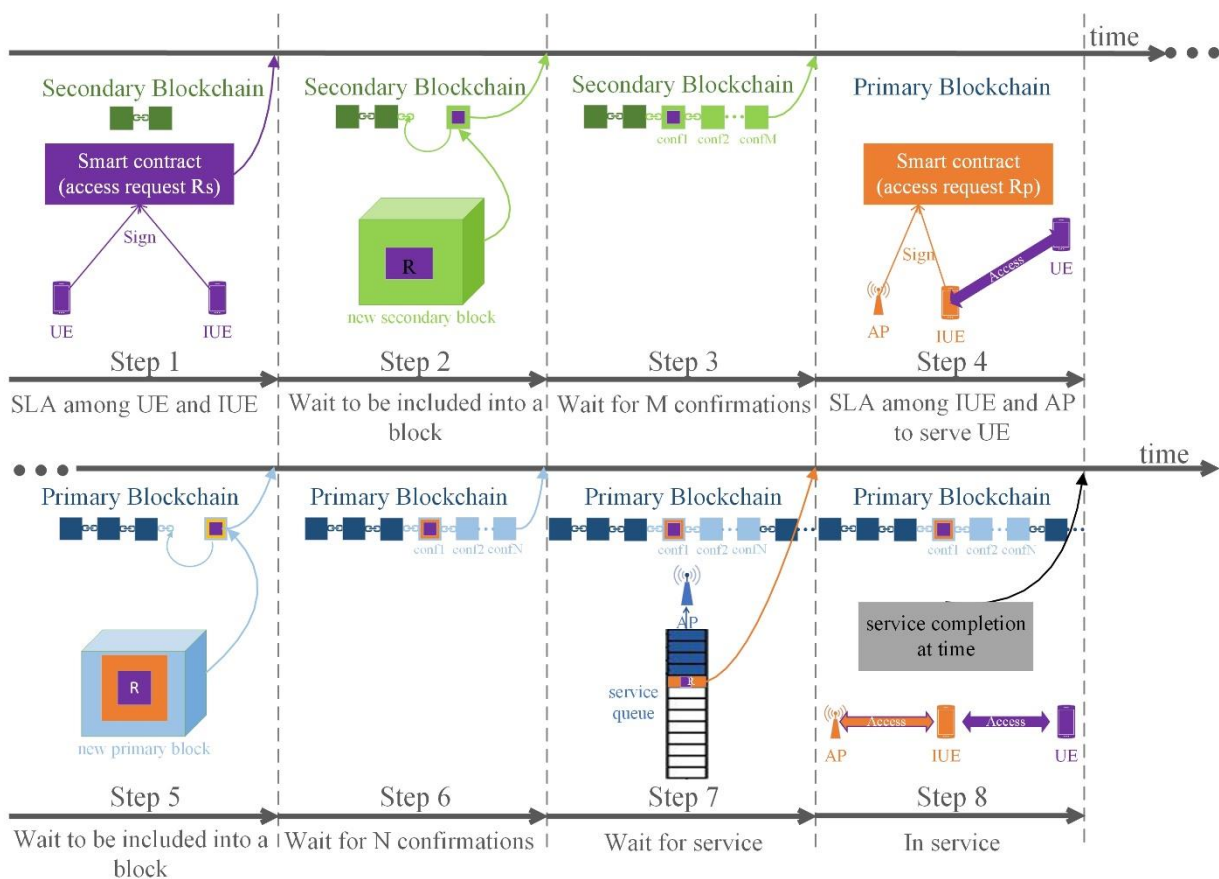 time
Secondary Blockchain
Smart contract
(access request Rs)
Sign
UE
IUE
Step 1
SLA among UE and IUE
Secondary Blockchain
R
new secondary block
Step 2
Wait to be included into a
block
Secondary Blockchain
conf1
conf2
confM
Step 3
Wait for M confirmations
Primary Blockchain
Smart contract
(access request Rp)
Sign
Access
UE
AP
IUE
Step 4
SLA among IUE and AP
to serve UE
time
Primary Blockchain
R
new primary block
Step 5
Wait to be included into a
block
Primary Blockchain
conf1
conf2
confN
Step 6
Wait for N confirmations
Primary Blockchain
conf1
conf2
confN
AP
R
service
queue
Step 7
Wait for service
Primary Blockchain
conf1
conf2
confN
service completion
at time
Access
Access
AP
IUE
UE
Step 8
In service